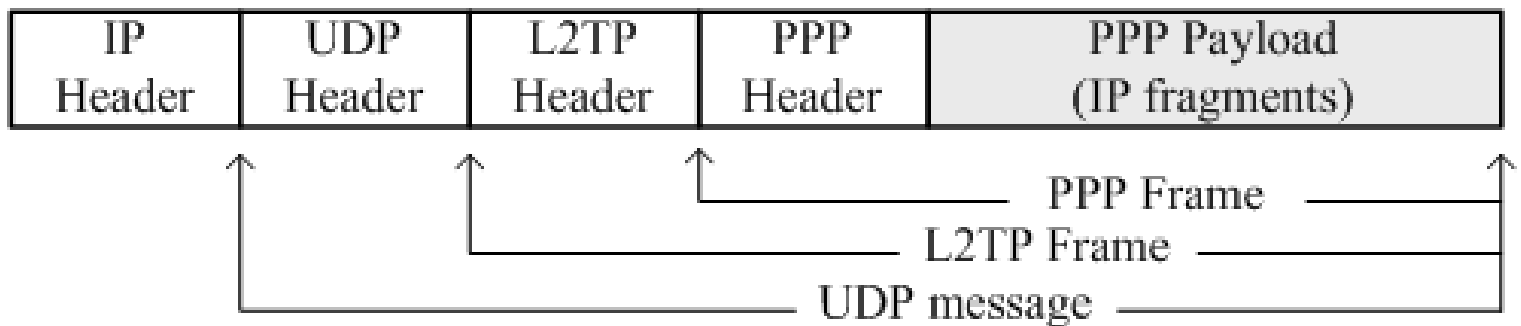 IP
Header
UDP
Header
L2TP
Header
PPP
Header
PPP Payload
(IP fragments)
PPP Frame
L2TP Frame
UDP message